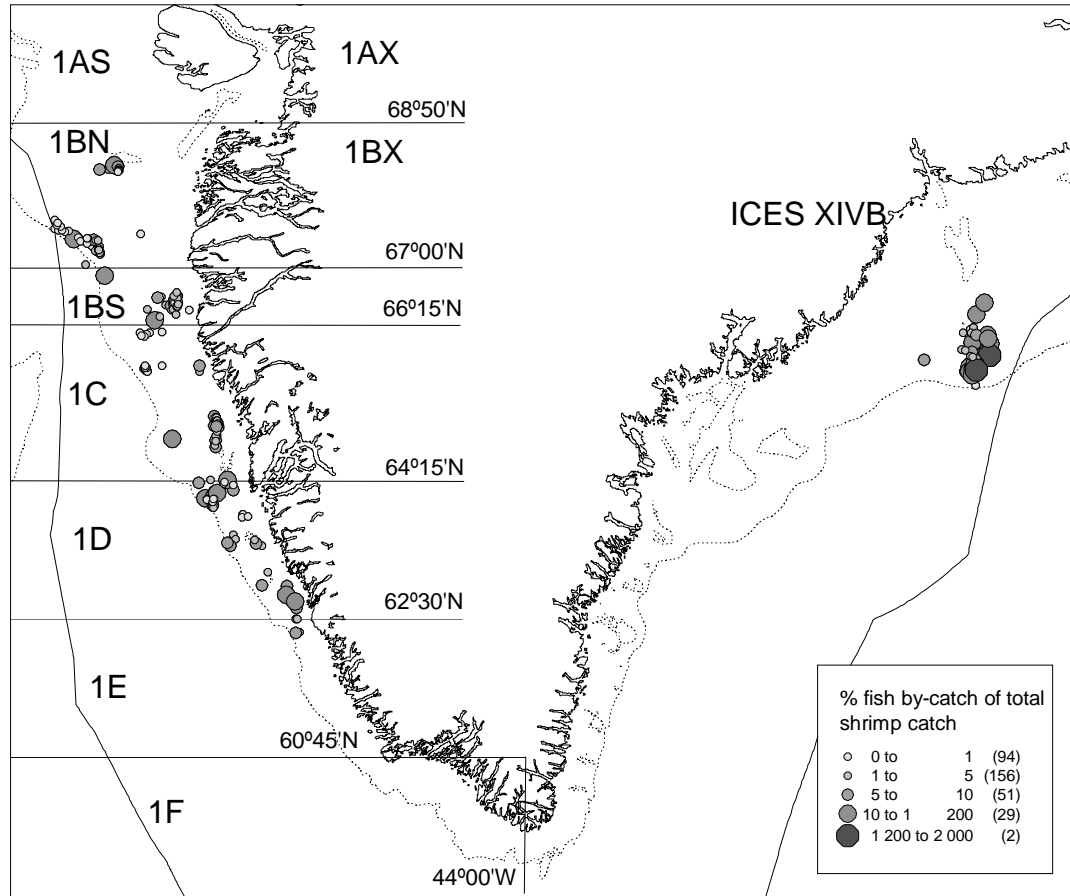 1AS
1AX
68º50'N
1BN
1BX
ICES XIVB
67º00'N
1BS
66º15'N
1C
64º15'N
1D
62º30'N
1E
60º45'N
1F
44º00'W
% fish by-catch of total
shrimp catch
0 to 1 (94)
1 to 5 (156)
5 to 10 (51)
10 to 1 200 (29)
1 200 to 2 000 (2)